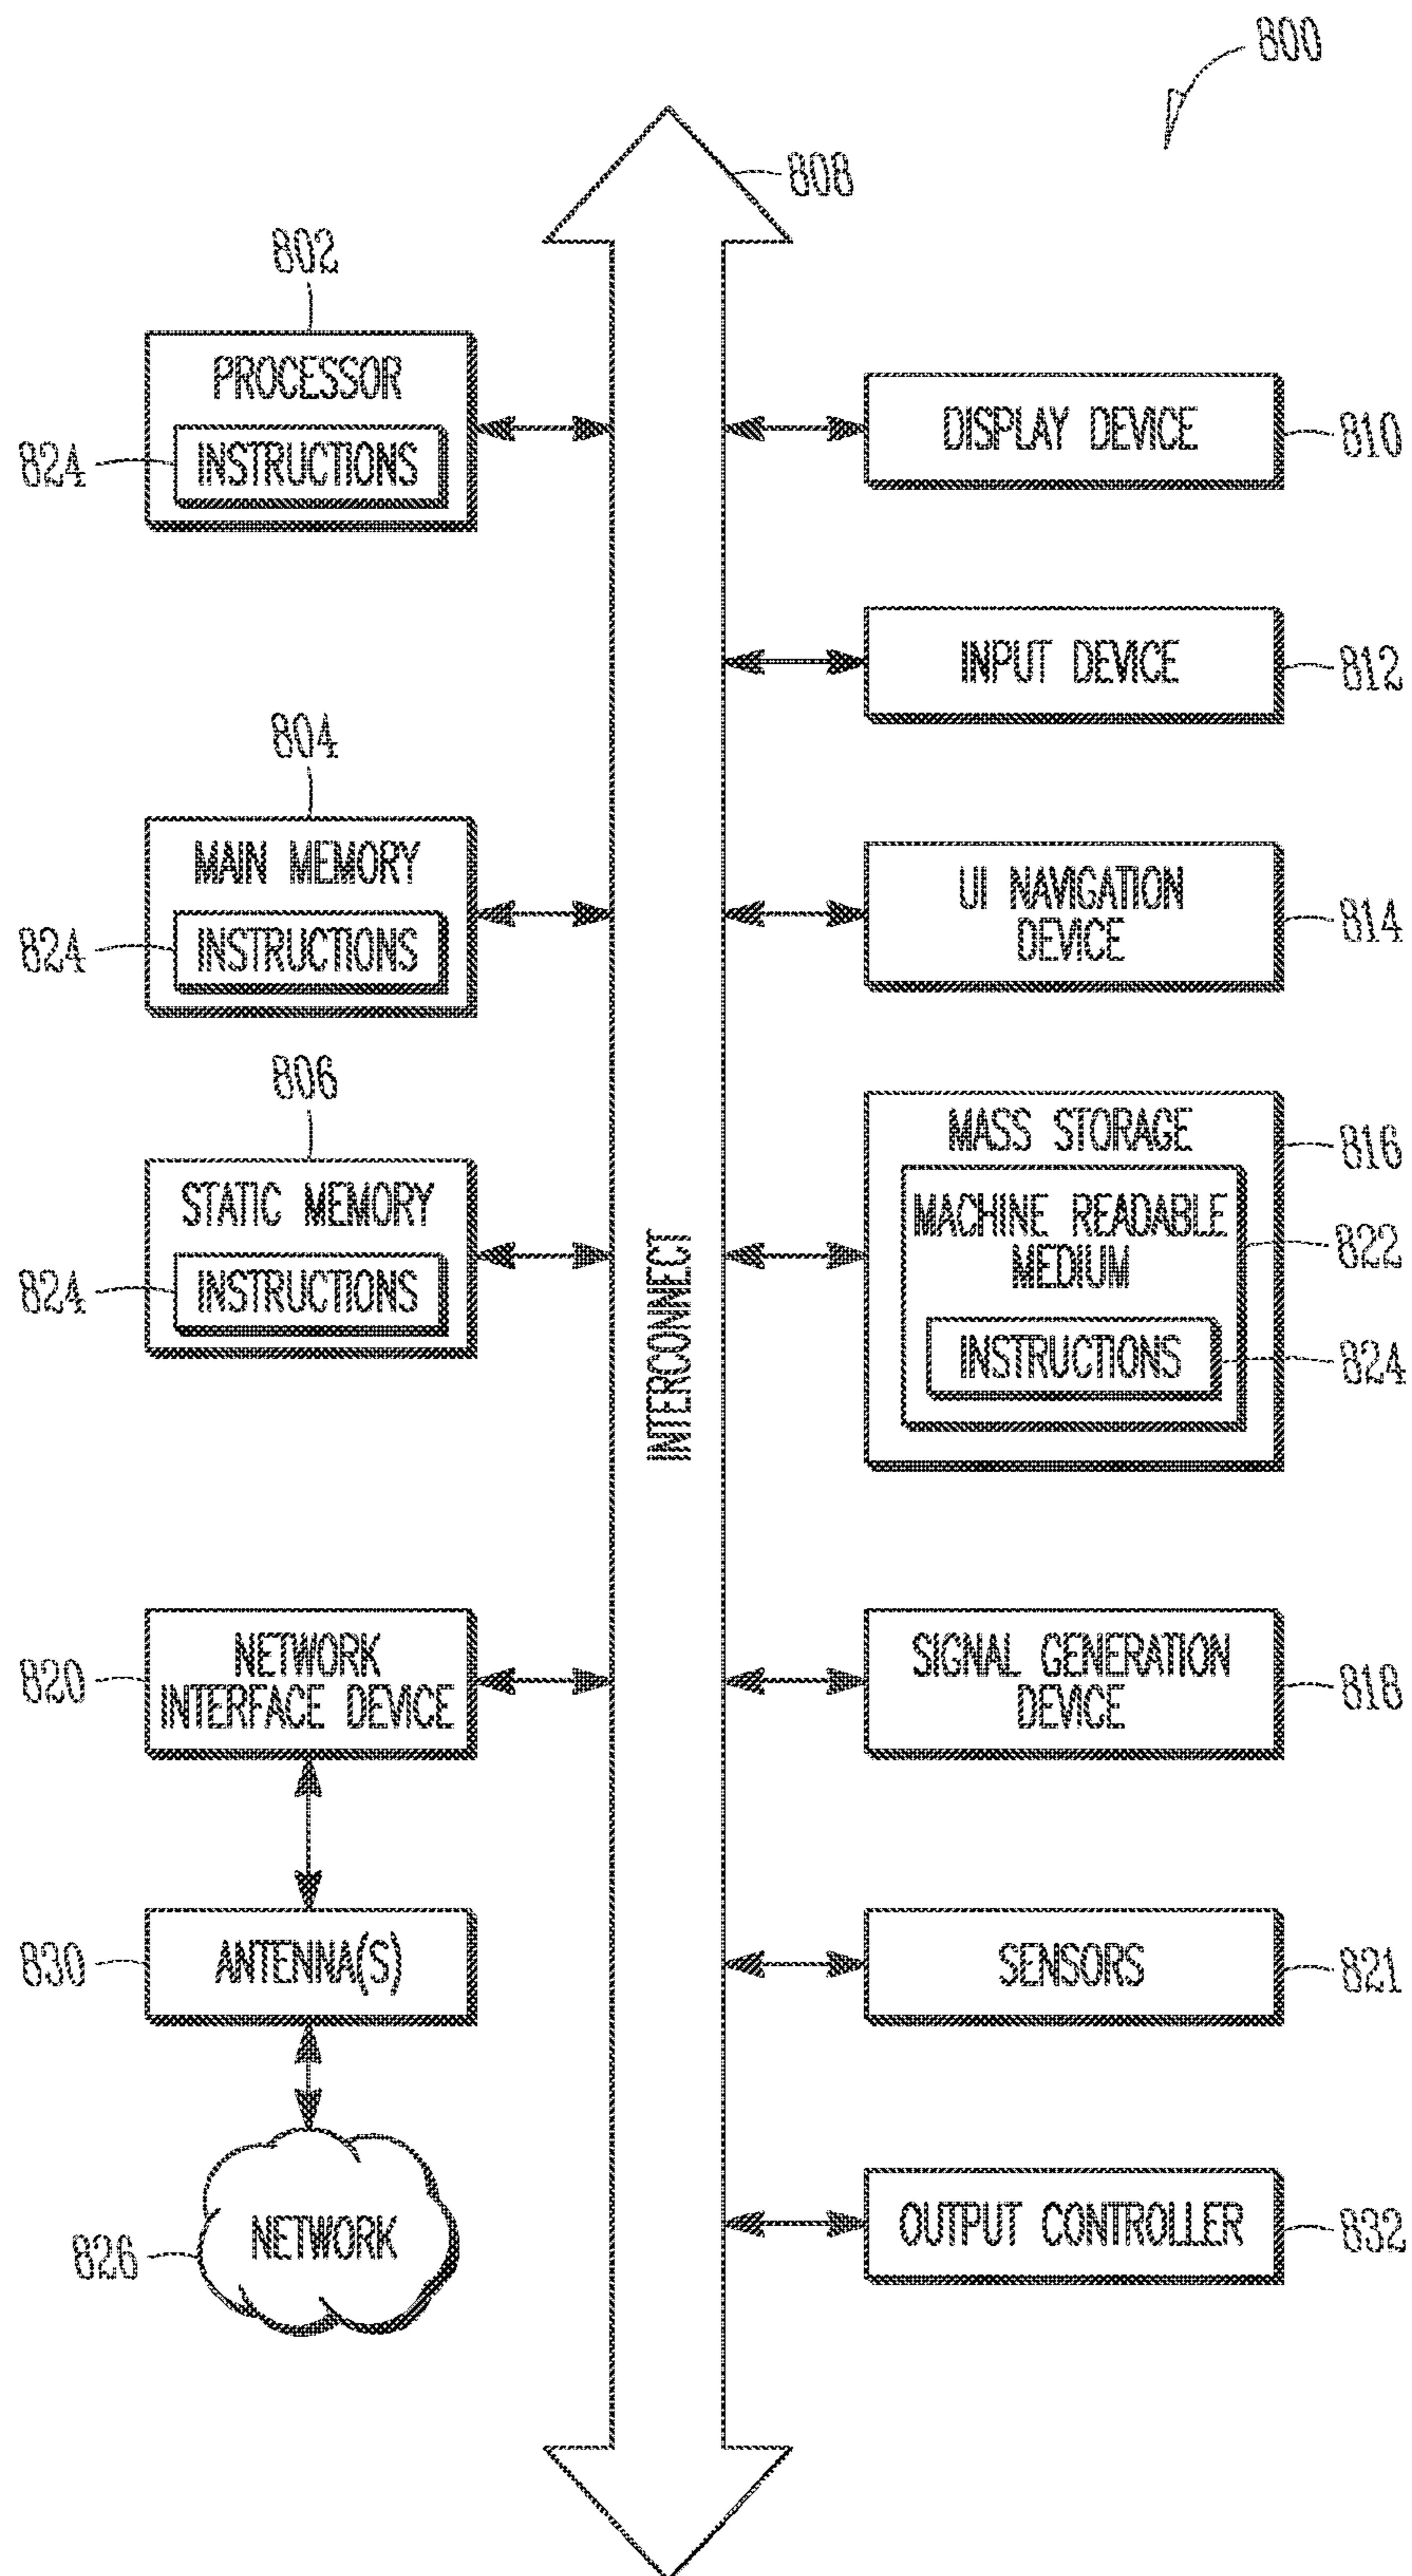 800
808
802
PROCESSOR
824
INSTRUCTIONS
804
MAIN MEMORY
824
INSTRUCTIONS
806
STATIC MEMORY
824
INSTRUCTIONS
820
NETWORK
INTERFACE DEVICE
830
ANTENNA(S)
826
NETWORK
INTERCONNECT
DISPLAY DEVICE
810
INPUT DEVICE
812
UI NAVIGATION
DEVICE
814
MASS STORAGE
816
MACHINE READABLE
MEDIUM
822
INSTRUCTIONS
824
SIGNAL GENERATION
DEVICE
818
SENSORS
821
OUTPUT CONTROLLER
832